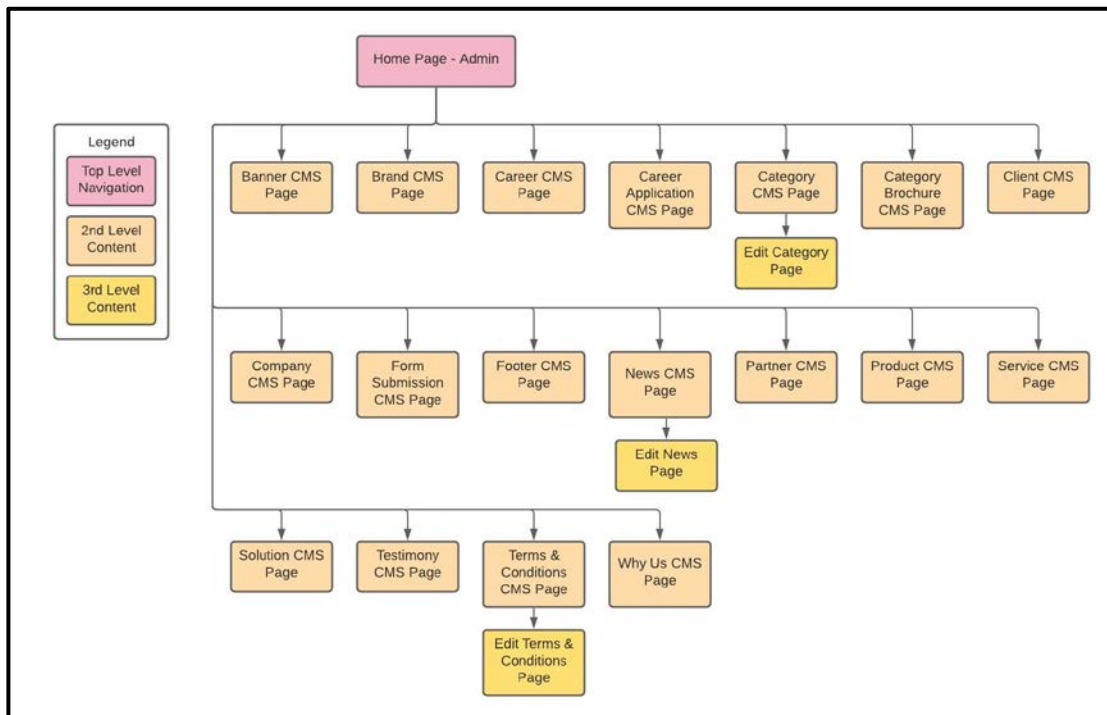 Home Page - Admin
Legend
Top Level
Navigation
2nd Level
Content
3rd Level
Content
Banner CMS
Page
Brand CMS
Page
Career CMS
Page
Career
Application
CMS Page
Category
CMS Page
Category
Brochure
CMS Page
Client CMS
Page
Edit Category
Page
Company
CMS Page
Form
Submission
CMS Page
Footer CMS
Page
News CMS
Page
Partner CMS
Page
Product CMS
Page
Service CMS
Page
Edit News
Page
Solution CMS
Page
Testimony
CMS Page
Terms &
Conditions
CMS Page
Why Us CMS
Page
Edit Terms &
Conditions
Page